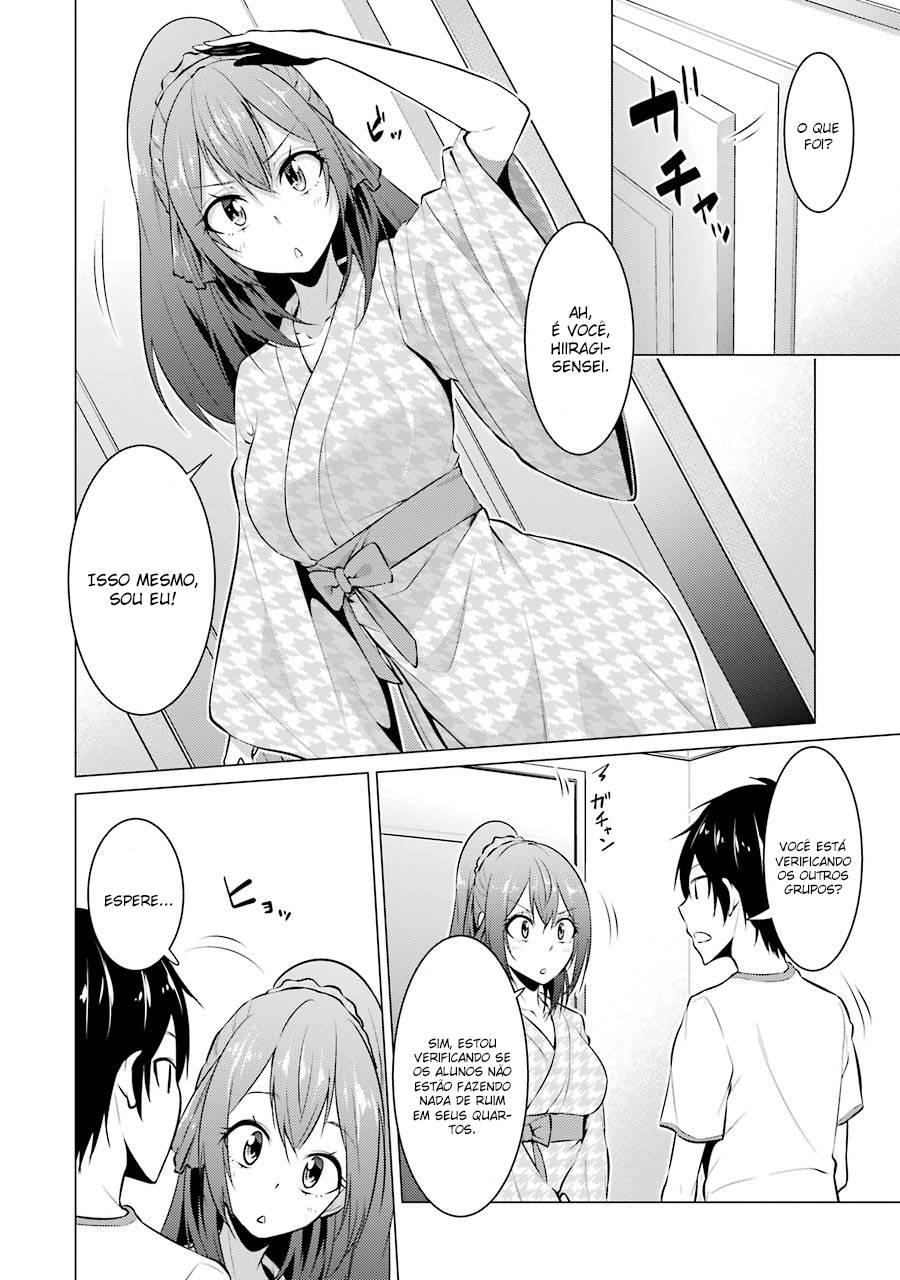 O QUE
FOI?
ガチャッ
ビッ
AH,
É VOCÊ,
HIIRAGI-
SENSEI.
ISSO MESMO,
SOU EU!
VOCÊ ESTÁ
VERIFICANDO
OS OUTROS
GRUPOS?
ガチャン
SIM, ESTOU
VERIFICANDO SE
OS ALUNOS NÃO
ESTÃO FAZENDO
NADA DE RUIM
EM SEUS QUAR-
TOS.
ヒョッ
ESPERE...